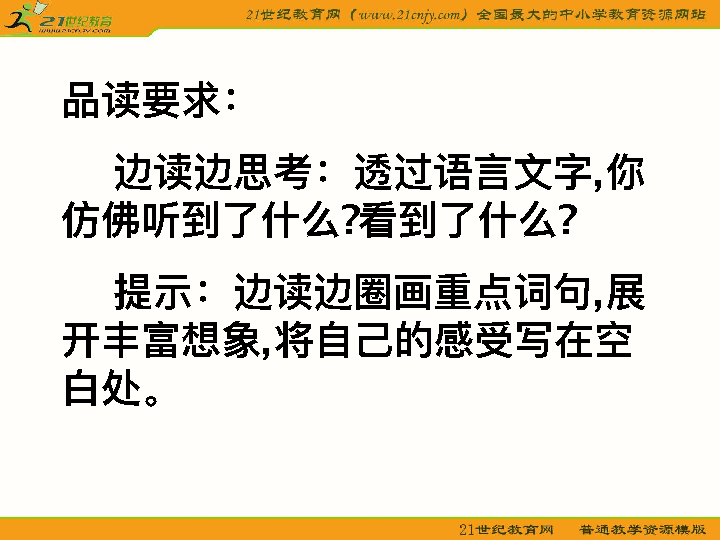 21世纪教育网（www.21cnjy.com）全国最大的中小学教育资源网站
21世纪教育
www.21cnjy.com
品读要求：
边读边思考：透过语言文字,你
仿佛听到了什么?看到了什么?
提示：边读边圈画重点词句,展
开丰富想象,将自己的感受写在空
白处。
21世纪教育网 普通教学资源模版